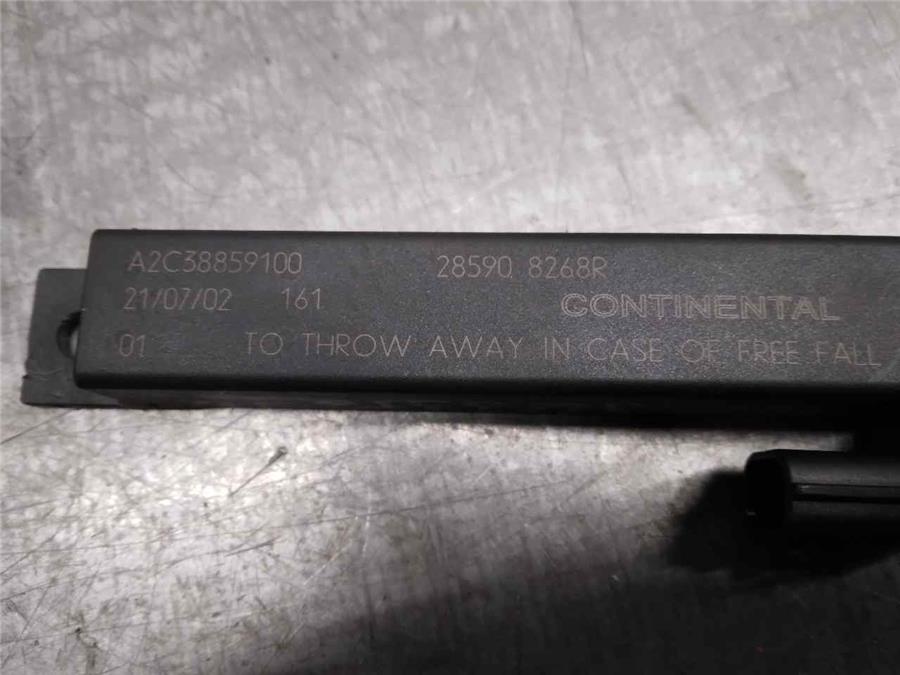 A2C38859100 28590 8268R
21/07/02 161 CONTINENTAL
01 TO THROW AWAY IN CASE OF FREE FALL